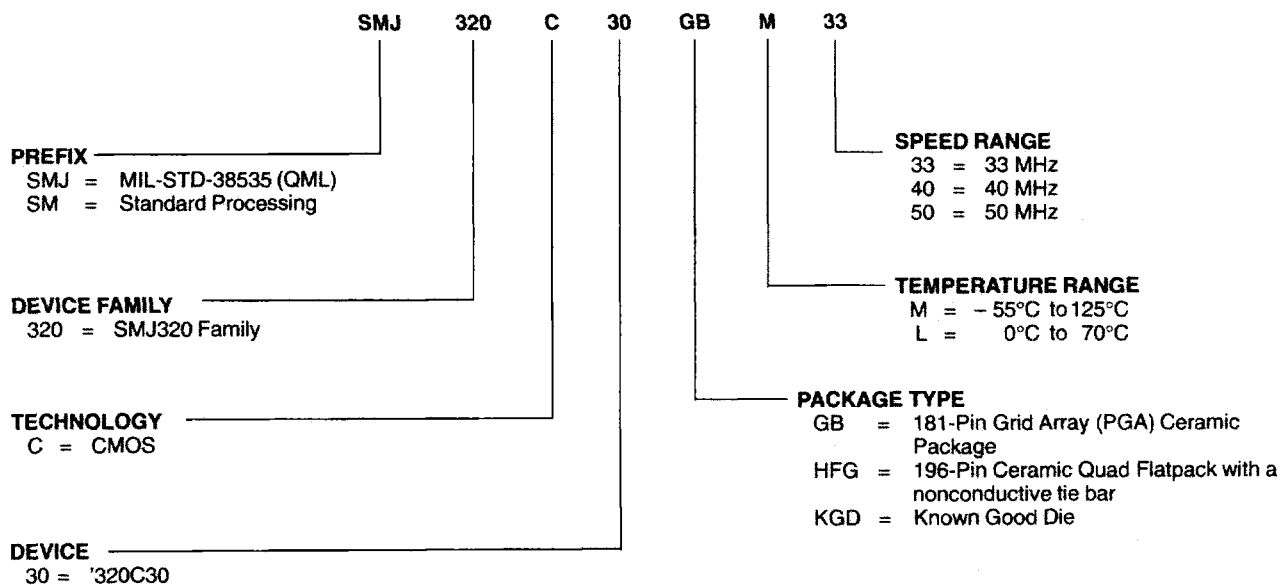 SMJ 320 C 30 GB M 33
PREFIX
SMJ = MIL-STD-38535 (QML)
SM = Standard Processing
DEVICE FAMILY
320 = SMJ320 Family
TECHNOLOGY
C = CMOS
DEVICE
30 = '320C30
SPEED RANGE
33 = 33 MHz
40 = 40 MHz
50 = 50 MHz
TEMPERATURE RANGE
M = – 55°C to 125°C
L = 0°C to 70°C
PACKAGE TYPE
GB = 181-Pin Grid Array (PGA) Ceramic
Package
HFG = 196-Pin Ceramic Quad Flatpack with a
nonconductive tie bar
KGD = Known Good Die